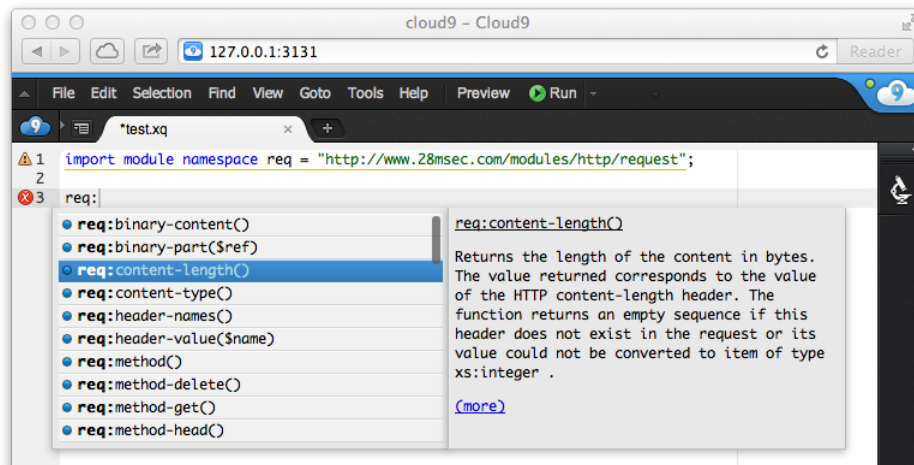 cloud9 – Cloud9
127.0.0.1:3131
Reader
File Edit Selection Find View Goto Tools Help Preview Run
9
9
*test.xq
1 import module namespace req = "http://www.28msec.com/modules/http/request";
2
3 req:
req:binary-content()
req:binary-part($ref)
req:content-length()
req:content-type()
req:header-names()
req:header-value($name)
req:method()
req:method-delete()
req:method-get()
req:method-head()
req:content-length()
Returns the length of the content in bytes.
The value returned corresponds to the value
of the HTTP content-length header. The
function returns an empty sequence if this
header does not exist in the request or its
value could not be converted to item of type
xs:integer .
(more)